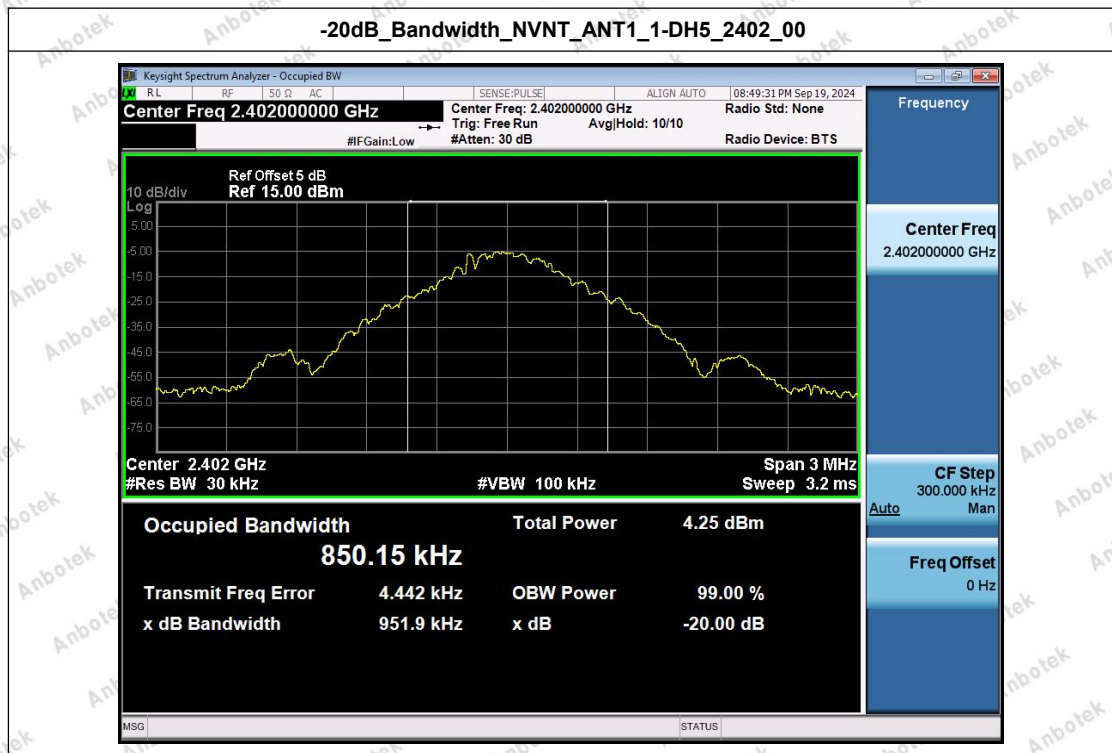 -20dB_Bandwidth_NVNT_ANT1_1-DH5_2402_00
Keysight Spectrum Analyzer - Occupied BW
LXI RL RF 50 Ω AC SENSE:PULSE ALIGN AUTO 08:49:31 PM Sep 19, 2024
Center Freq 2.402000000 GHz
Center Freq: 2.402000000 GHz Radio Std: None
Trig: Free Run Avg|Hold: 10/10
#IFGain:Low #Atten: 30 dB Radio Device: BTS
Ref Offset 5 dB
10 dB/div Ref 15.00 dBm
Log
5.00
-5.00
-15.0
-25.0
-35.0
-45.0
-55.0
-65.0
-75.0
Center 2.402 GHz Span 3 MHz
#Res BW 30 kHz #VBW 100 kHz Sweep 3.2 ms
Occupied Bandwidth Total Power 4.25 dBm
850.15 kHz
Transmit Freq Error 4.442 kHz OBW Power 99.00 %
x dB Bandwidth 951.9 kHz x dB -20.00 dB
MSG STATUS
Frequency
Center Freq
2.402000000 GHz
CF Step
300.000 kHz
Auto Man
Freq Offset
0 Hz
Anbotek